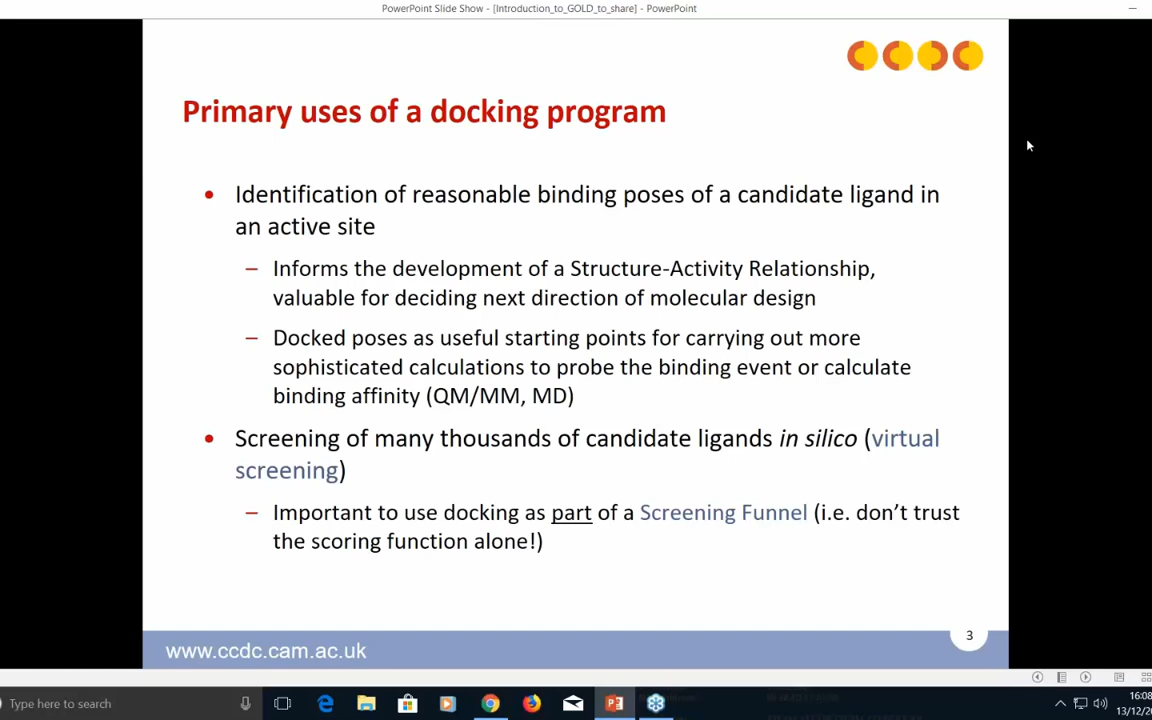 PowerPoint Slide Show - [Introduction_to_GOLD_to_share] - PowerPoint
Primary uses of a docking program
• Identification of reasonable binding poses of a candidate ligand in
an active site
– Informs the development of a Structure-Activity Relationship,
valuable for deciding next direction of molecular design
– Docked poses as useful starting points for carrying out more
sophisticated calculations to probe the binding event or calculate
binding affinity (QM/MM, MD)
• Screening of many thousands of candidate ligands in silico (virtual
screening)
– Important to use docking as part of a Screening Funnel (i.e. don’t trust
the scoring function alone!)
3
www.ccdc.cam.ac.uk
Type here to search
16:08
13/12/20